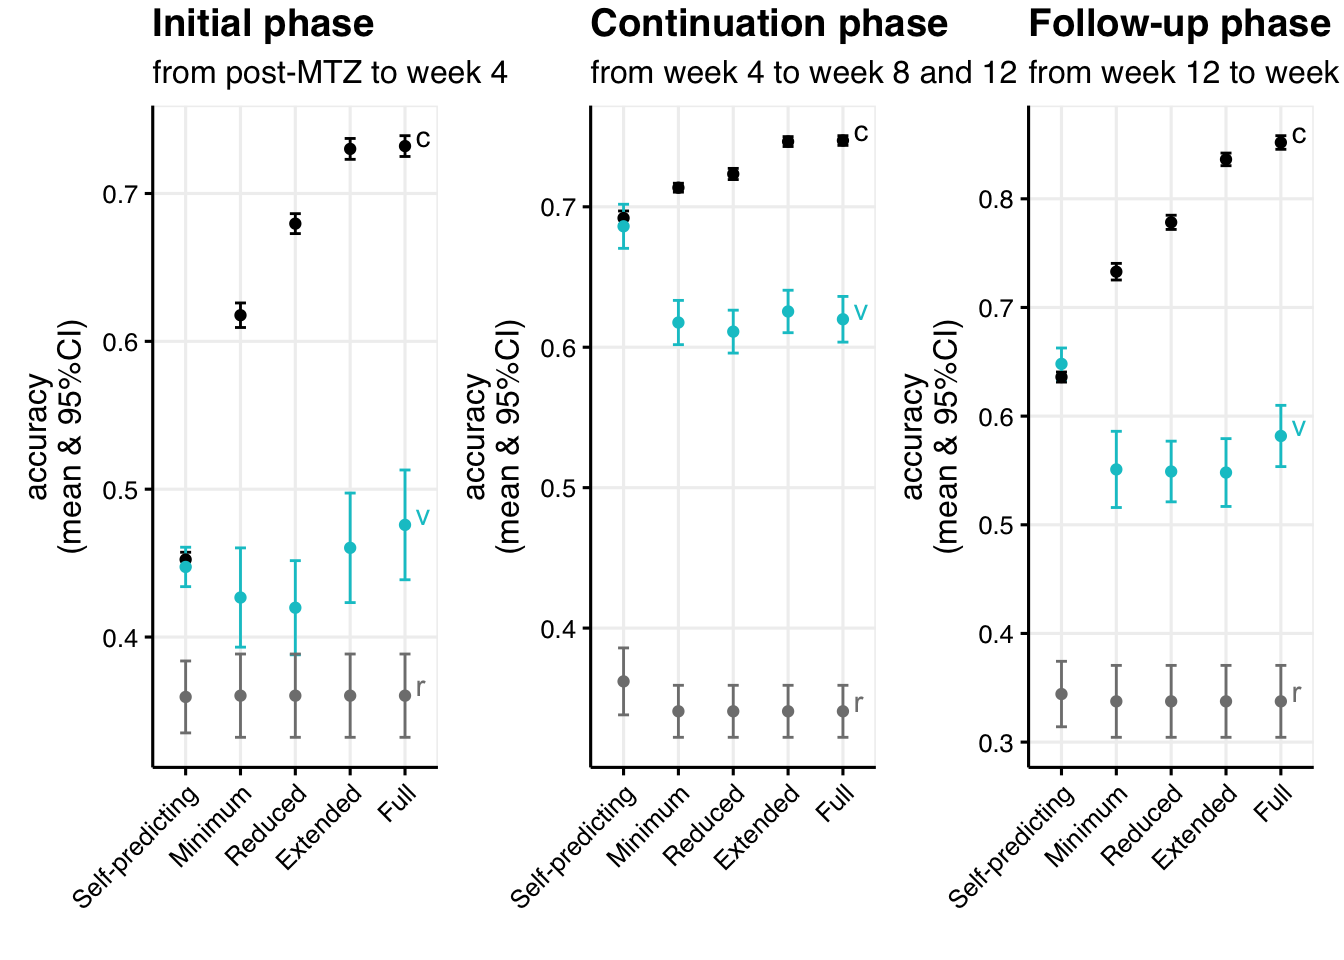 Initial phase
from post-MTZ to week 4
accuracy
(mean & 95%CI)
0.7
0.6
0.5
0.4
c
v
r
Self-predicting
Minimum
Reduced
Extended
Full
Continuation phase
from week 4 to week 8 and 12
accuracy
(mean & 95%CI)
0.7
0.6
0.5
0.4
c
v
r
Self-predicting
Minimum
Reduced
Extended
Full
Follow-up phase
from week 12 to week
accuracy
(mean & 95%CI)
0.8
0.7
0.6
0.5
0.4
0.3
c
v
r
Self-predicting
Minimum
Reduced
Extended
Full